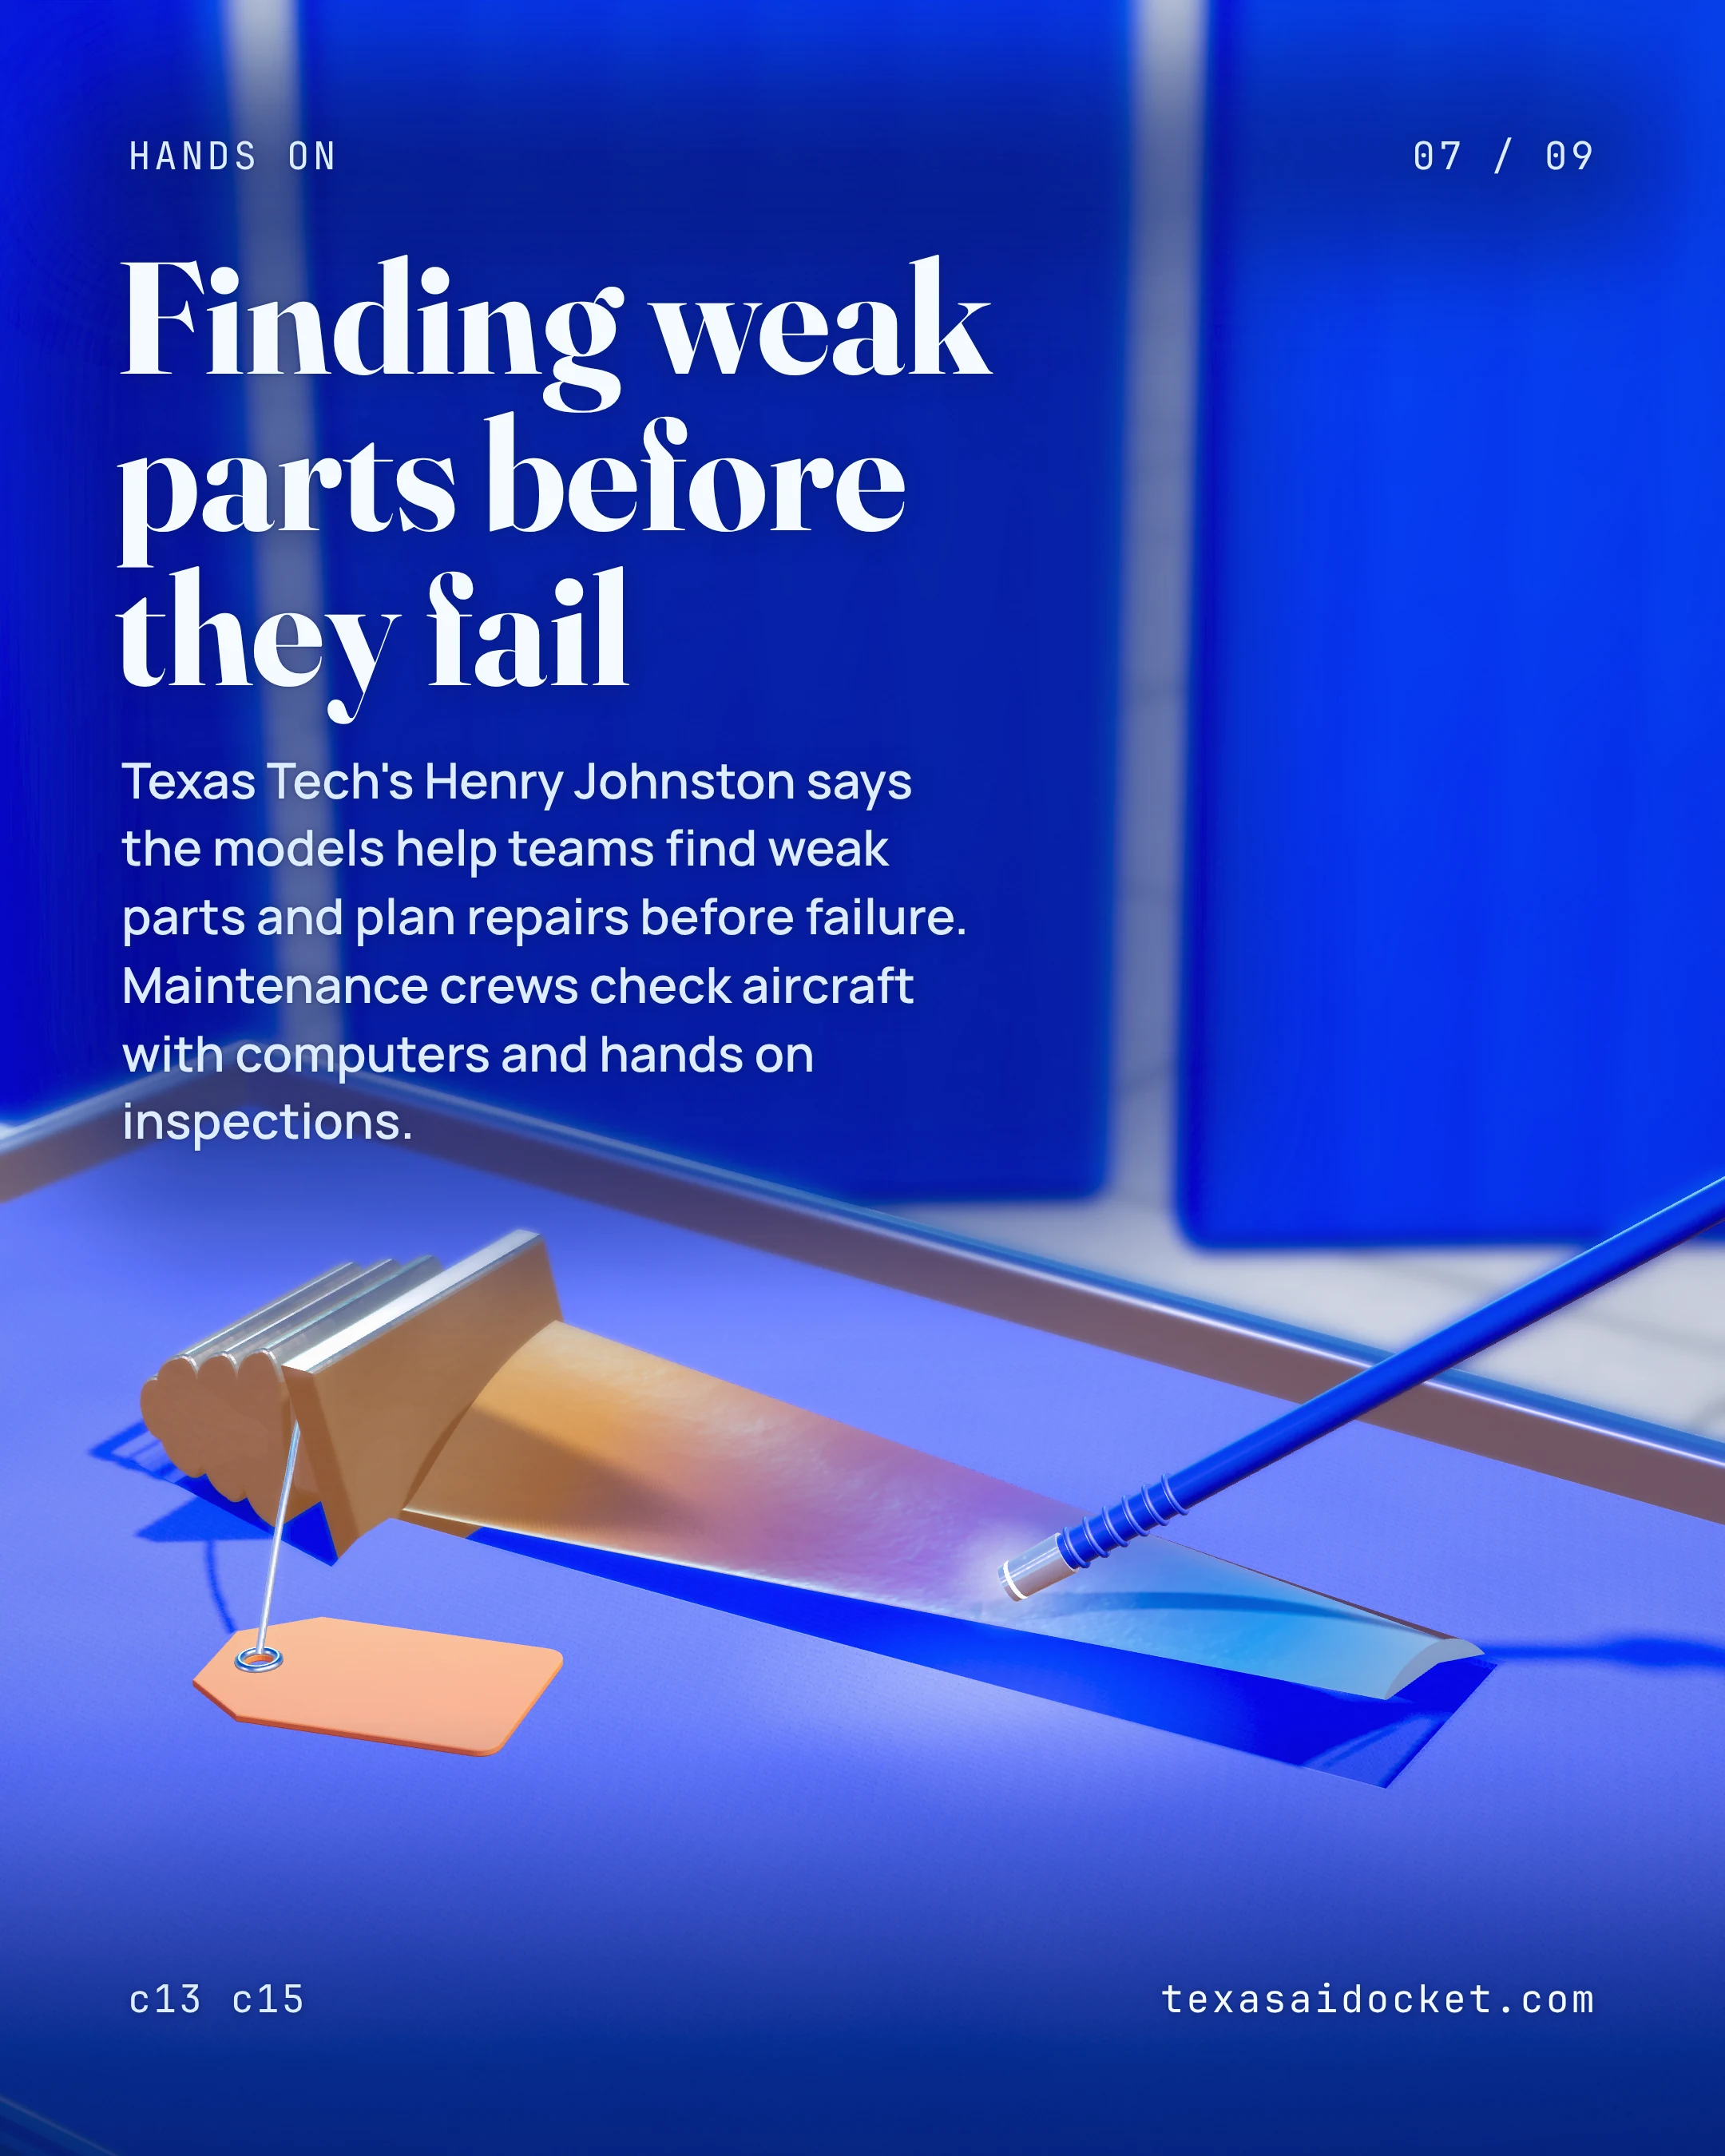 HANDS ON
07 / 09
Finding weak
parts before
they fail
Texas Tech's Henry Johnston says
the models help teams find weak
parts and plan repairs before failure.
Maintenance crews check aircraft
with computers and hands on
inspections.
c13 c15
texasaidocket.com